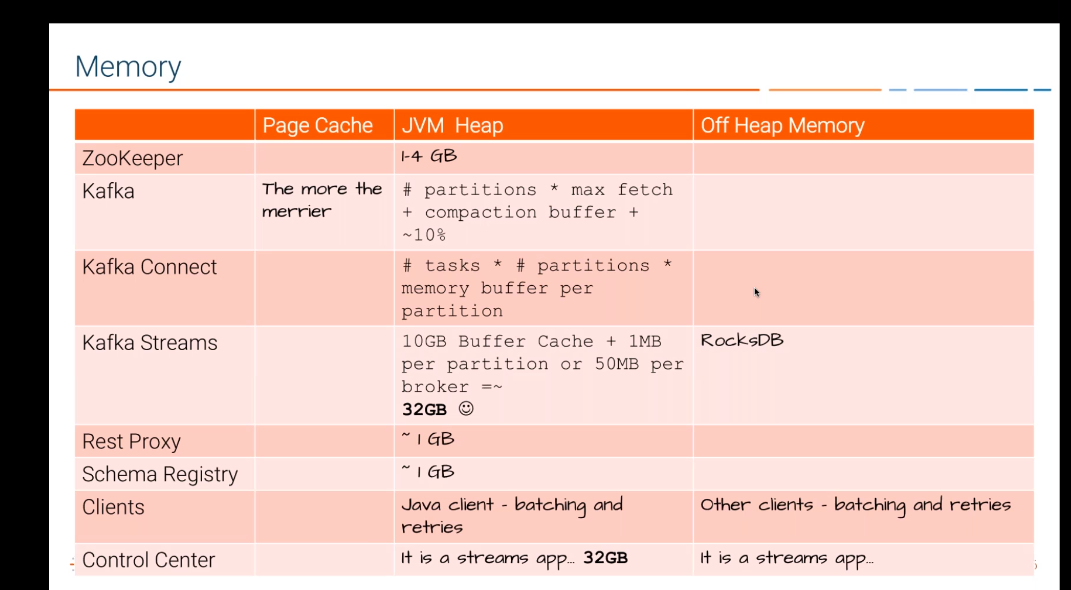 Memory
Page Cache
JVM Heap
Off Heap Memory
ZooKeeper
1-4 GB
Kafka
The more the
merrier
# partitions * max fetch
+ compaction buffer +
~10%
Kafka Connect
# tasks * # partitions *
memory buffer per
partition
Kafka Streams
10GB Buffer Cache + 1MB
per partition or 50MB per
broker =~
32GB ☺
RocksDB
Rest Proxy
~ 1 GB
Schema Registry
~ 1 GB
Clients
Java client - batching and
retries
Other clients - batching and retries
Control Center
It is a streams app… 32GB
It is a streams app…